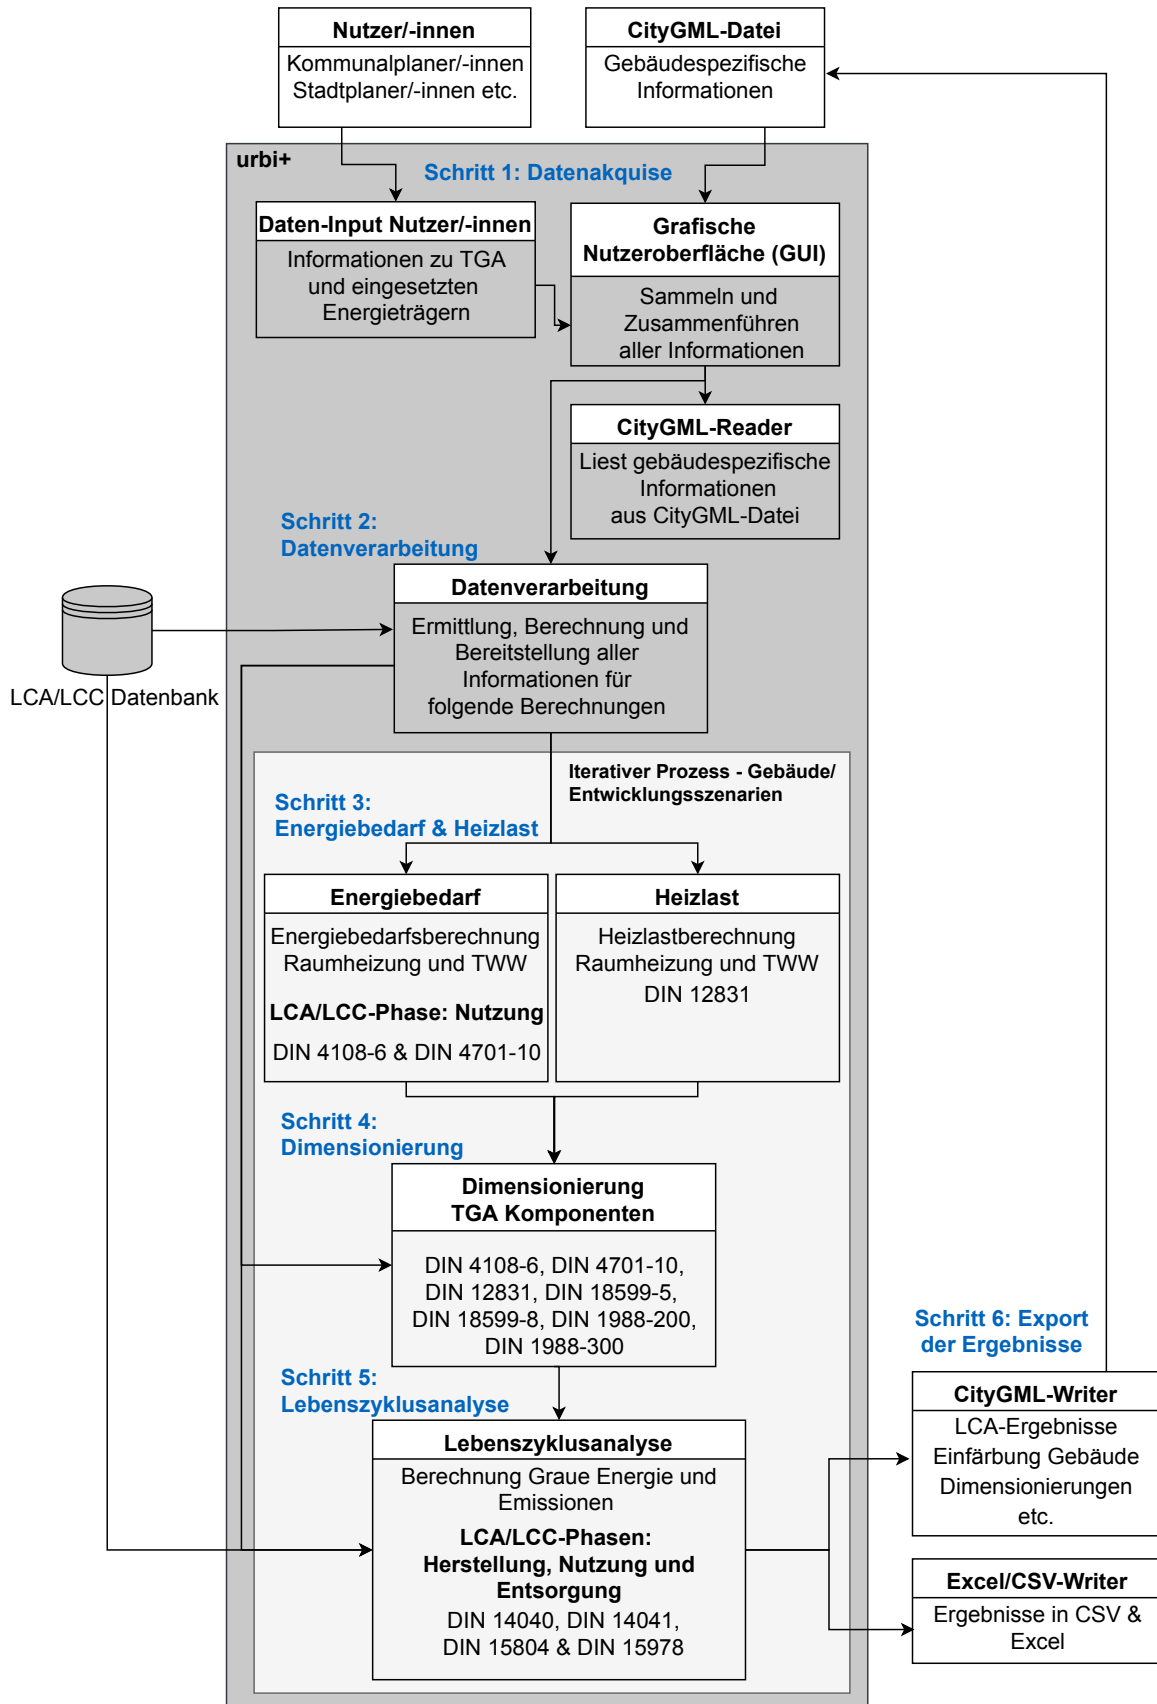 Nutzer/-innen
Kommunalplaner/-innen
Stadtplaner/-innen etc.
CityGML-Datei
Gebäudespezifische
Informationen
urbi+
Schritt 1: Datenakquise
Daten-Input Nutzer/-innen
Informationen zu TGA
und eingesetzten
Energieträgern
Grafische
Nutzeroberfläche (GUI)
Sammeln und
Zusammenführen
aller Informationen
CityGML-Reader
Liest gebäudespezifische
Informationen
aus CityGML-Datei
Schritt 2:
Datenverarbeitung
Datenverarbeitung
Ermittlung, Berechnung und
Bereitstellung aller
Informationen für
folgende Berechnungen
LCA/LCC Datenbank
Iterativer Prozess - Gebäude/
Entwicklungsszenarien
Schritt 3:
Energiebedarf & Heizlast
Energiebedarf
Energiebedarfsberechnung
Raumheizung und TWW
LCA/LCC-Phase: Nutzung
DIN 4108-6 & DIN 4701-10
Heizlast
Heizlastberechnung
Raumheizung und TWW
DIN 12831
Schritt 4:
Dimensionierung
Dimensionierung
TGA Komponenten
DIN 4108-6, DIN 4701-10,
DIN 12831, DIN 18599-5,
DIN 18599-8, DIN 1988-200,
DIN 1988-300
Schritt 5:
Lebenszyklusanalyse
Lebenszyklusanalyse
Berechnung Graue Energie und
Emissionen
LCA/LCC-Phasen:
Herstellung, Nutzung und
Entsorgung
DIN 14040, DIN 14041,
DIN 15804 & DIN 15978
Schritt 6: Export
der Ergebnisse
CityGML-Writer
LCA-Ergebnisse
Einfärbung Gebäude
Dimensionierungen
etc.
Excel/CSV-Writer
Ergebnisse in CSV &
Excel